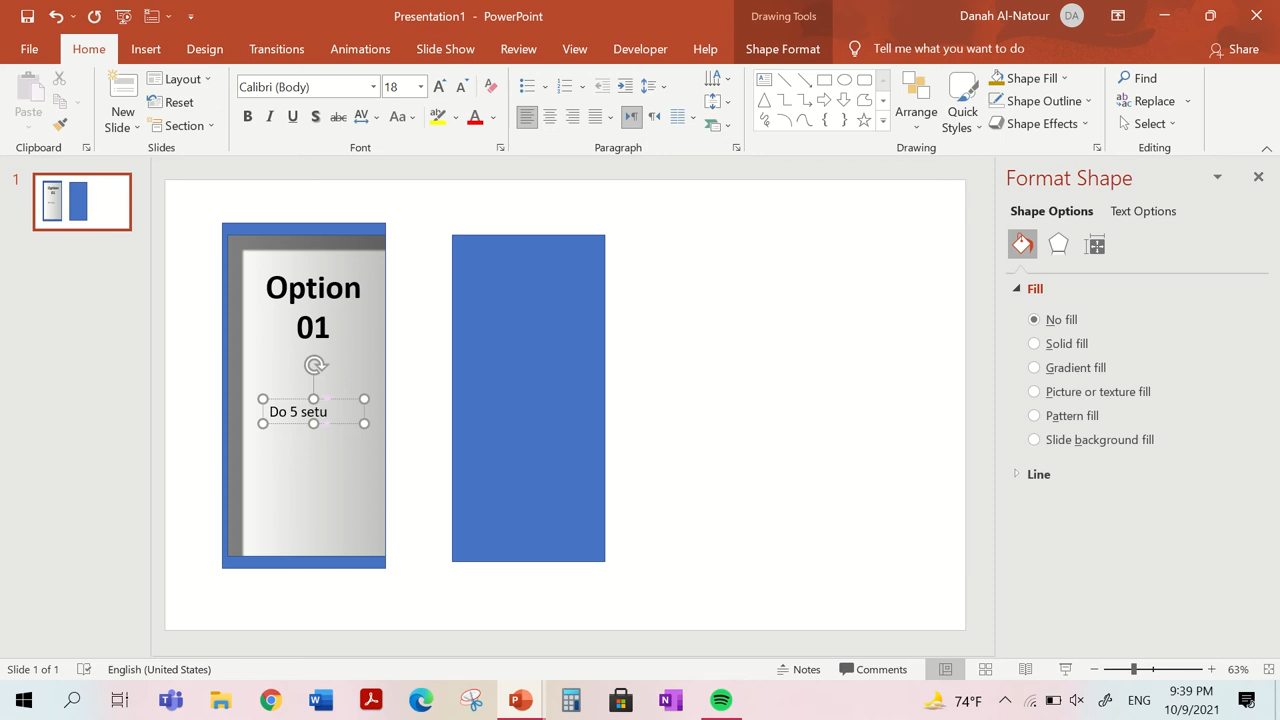 Presentation1 - PowerPoint
Drawing Tools
Danah Al-Natour
DA
File
Home
Insert
Design
Transitions
Animations
Slide Show
Review
View
Developer
Help
Shape Format
Tell me what you want to do
Share
Paste
Clipboard
New
Slide
Layout
Reset
Section
Slides
Calibri (Body)
18
Font
Paragraph
Arrange
Quick
Styles
Shape Fill
Shape Outline
Shape Effects
Drawing
Find
Replace
Select
Editing
1
Option
01
Do 5 setu
Format Shape
Shape Options
Text Options
Fill
No fill
Solid fill
Gradient fill
Picture or texture fill
Pattern fill
Slide background fill
Line
Slide 1 of 1
English (United States)
Notes
Comments
63%
74°F
ENG
9:39 PM
10/9/2021